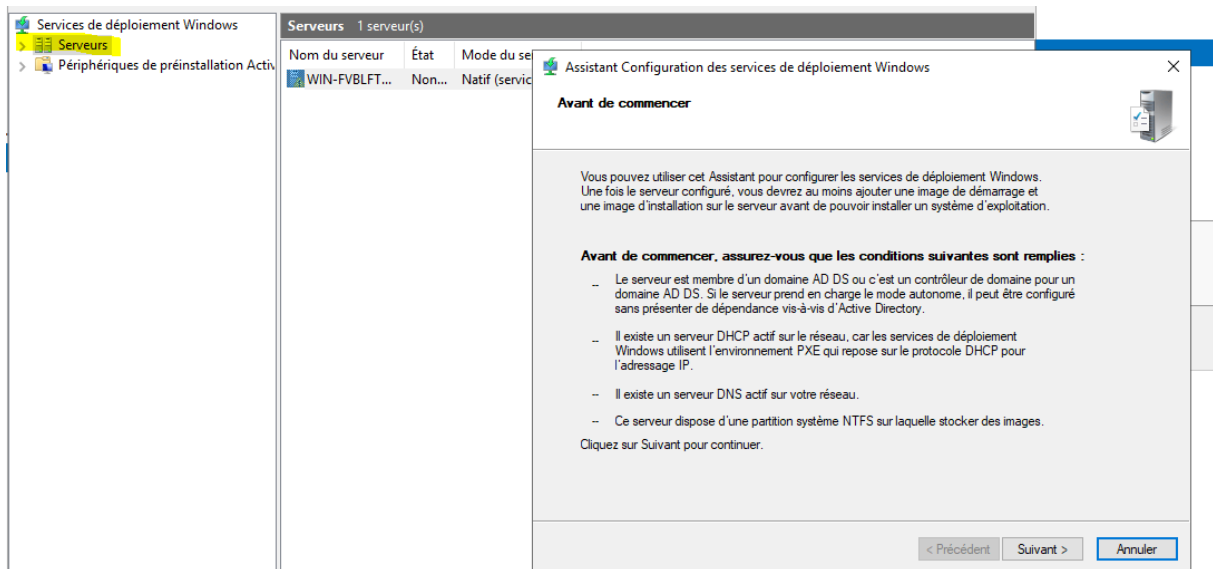 Services de déploiement Windows
Serveurs
Périphériques de préinstallation Activ
Serveurs 1 serveur(s)
Nom du serveur État Mode du se
WIN-FVBLFT... Non... Natif (servic
Assistant Configuration des services de déploiement Windows
Avant de commencer
Vous pouvez utiliser cet Assistant pour configurer les services de déploiement Windows.
Une fois le serveur configuré, vous devrez au moins ajouter une image de démarrage et
une image d'installation sur le serveur avant de pouvoir installer un système d'exploitation.
Avant de commencer, assurez-vous que les conditions suivantes sont remplies :
-- Le serveur est membre d'un domaine AD DS ou c'est un contrôleur de domaine pour un
domaine AD DS. Si le serveur prend en charge le mode autonome, il peut être configuré
sans présenter de dépendance vis-à-vis d'Active Directory.
-- Il existe un serveur DHCP actif sur le réseau, car les services de déploiement
Windows utilisent l'environnement PXE qui repose sur le protocole DHCP pour
l'adressage IP.
-- Il existe un serveur DNS actif sur votre réseau.
-- Ce serveur dispose d'une partition système NTFS sur laquelle stocker des images.
Cliquez sur Suivant pour continuer.
< Précédent Suivant > Annuler